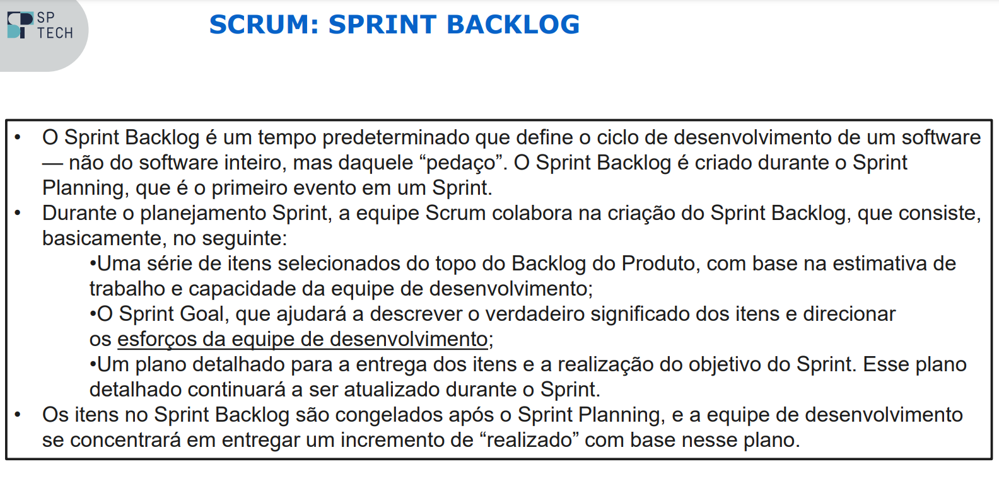 SP
TECH
SCRUM: SPRINT BACKLOG
• O Sprint Backlog é um tempo predeterminado que define o ciclo de desenvolvimento de um software
— não do software inteiro, mas daquele “pedaço”. O Sprint Backlog é criado durante o Sprint
Planning, que é o primeiro evento em um Sprint.
• Durante o planejamento Sprint, a equipe Scrum colabora na criação do Sprint Backlog, que consiste,
basicamente, no seguinte:
•Uma série de itens selecionados do topo do Backlog do Produto, com base na estimativa de
trabalho e capacidade da equipe de desenvolvimento;
•O Sprint Goal, que ajudará a descrever o verdadeiro significado dos itens e direcionar
os esforços da equipe de desenvolvimento;
•Um plano detalhado para a entrega dos itens e a realização do objetivo do Sprint. Esse plano
detalhado continuará a ser atualizado durante o Sprint.
• Os itens no Sprint Backlog são congelados após o Sprint Planning, e a equipe de desenvolvimento
se concentrará em entregar um incremento de “realizado” com base nesse plano.